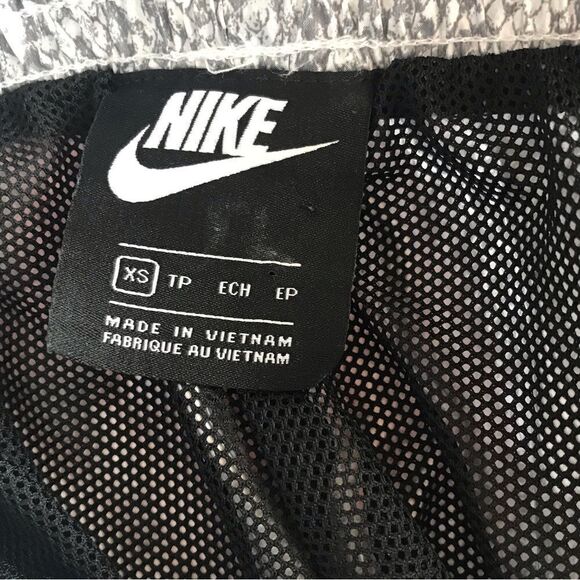 NIKE
XS TP ECH EP
MADE IN VIETNAM
FABRIQUE AU VIETNAM